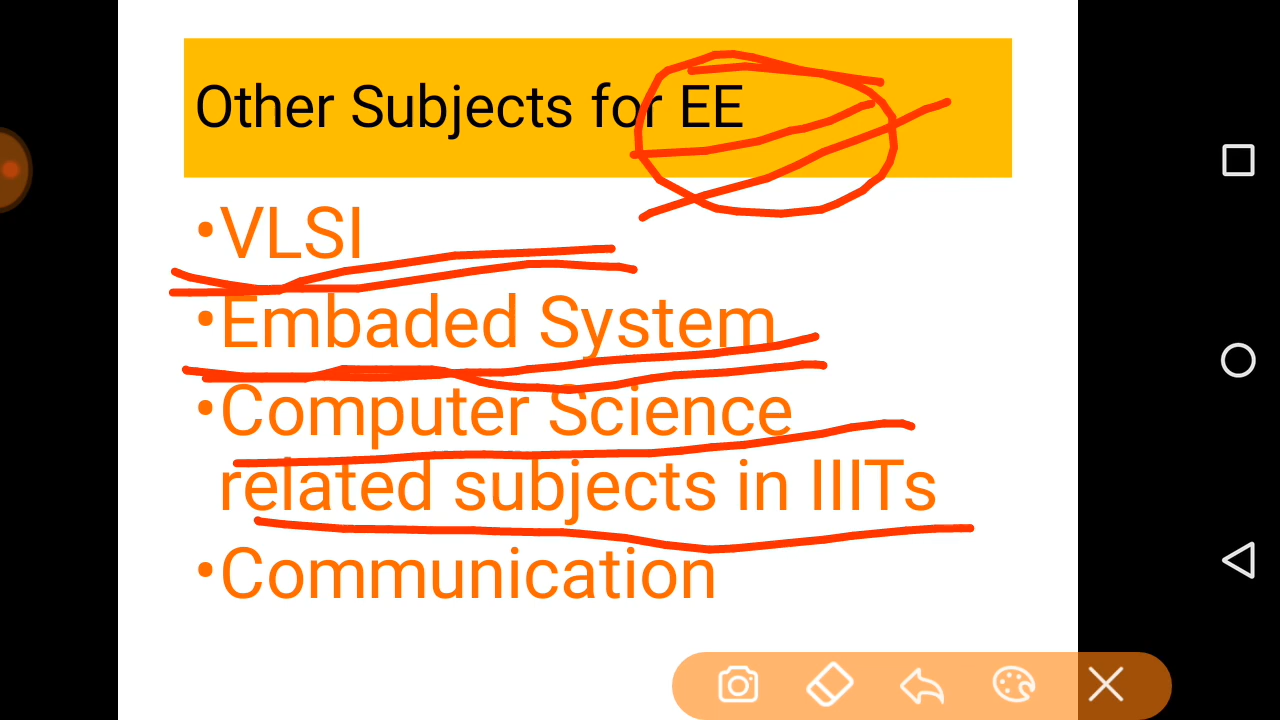 Other Subjects for EE
•VLSI
•Embaded System
•Computer Science
related subjects in IIITs
•Communication